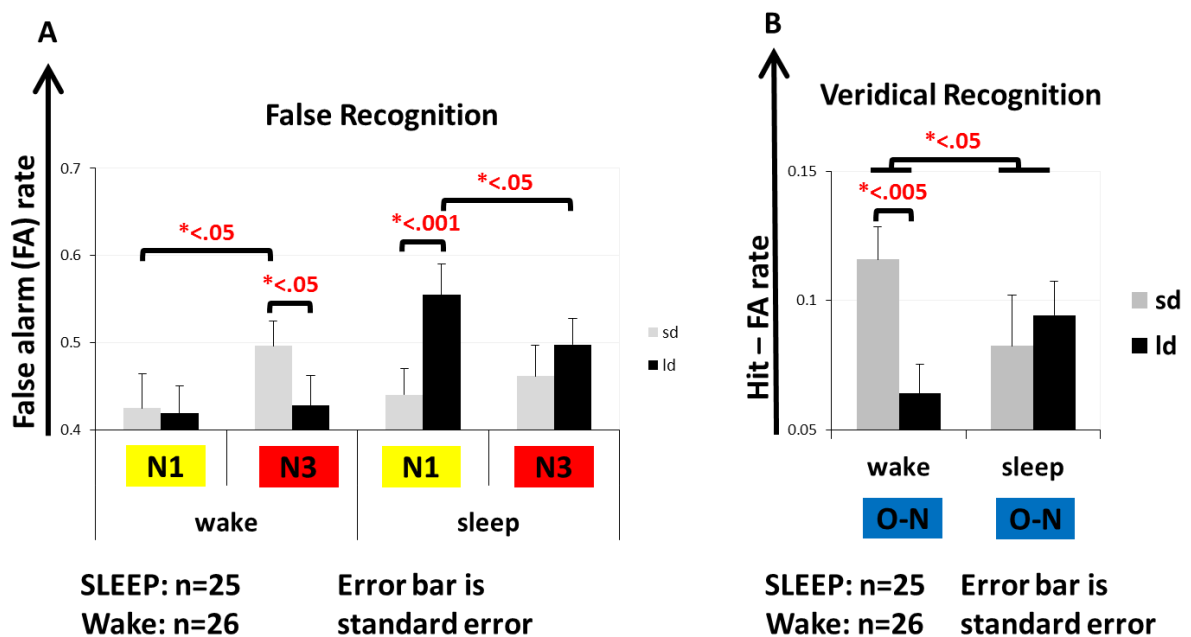 A
False Recognition
False alarm (FA) rate
0.7
0.6
0.5
0.4
*<.05
*<.05
*<.001
*<.05
sd
ld
N1 N3 N1 N3
wake sleep
SLEEP: n=25 Error bar is
Wake: n=26 standard error
B
Veridical Recognition
Hit – FA rate
0.15
0.1
0.05
*<.05
*<.005
sd
ld
wake sleep
O-N O-N
SLEEP: n=25 Error bar is
Wake: n=26 standard error